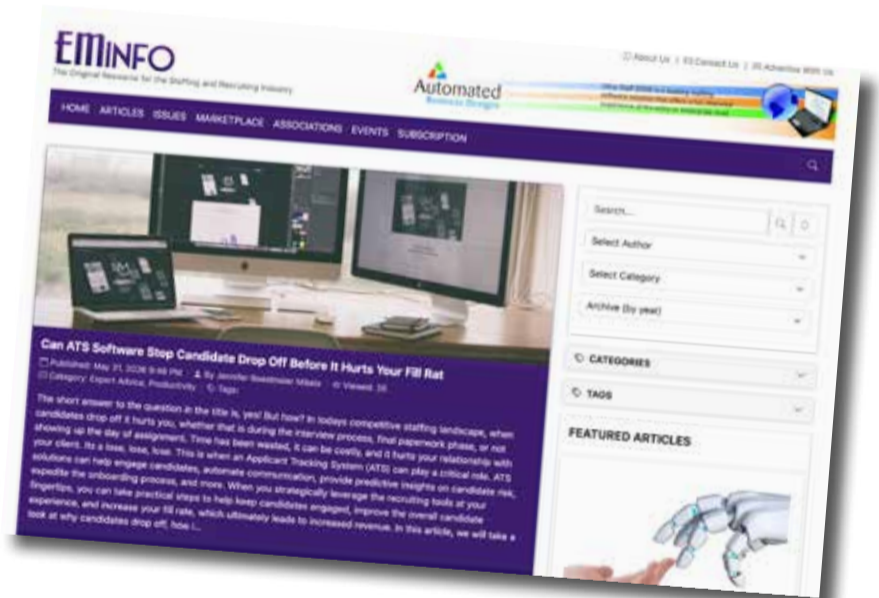 EMINFO
The Original Resource for the Staffing and Recruiting Industry
About Us | Contact Us | Advertise With Us
Automated
Business Designs
HOME ARTICLES ISSUES MARKETPLACE ASSOCIATIONS EVENTS SUBSCRIPTION
Can ATS Software Stop Candidate Drop Off Before It Hurts Your Fill Rat
Published: May 31, 9:48 PM By Jennifer Viewed:
Category: Expert Advice, Productivity Tags:
The short answer to the question in the title is, yes! But how? In todays competitive staffing landscape, when
candidates drop off it hurts you, whether that is during the interview process, final paperwork phase, or not
showing up the day of assignment. Time has been wasted, it can be costly, and it hurts your relationship with
your client. Its a lose, lose, lose. This is when an Applicant Tracking System (ATS) can play a critical role. ATS
solutions can help engage candidates, automate communication, provide predictive insights on candidate risk,
expedite the onboarding process, and more. When you strategically leverage the recruiting tools at your
fingertips, you can take practical steps to help keep candidates engaged, improve the overall candidate
experience, and increase your fill rate, which ultimately leads to increased revenue. In this article, we will take a
look at why candidates drop off, how i...
Search...
Select Author
Select Category
Archive (by year)
CATEGORIES
TAGS
FEATURED ARTICLES